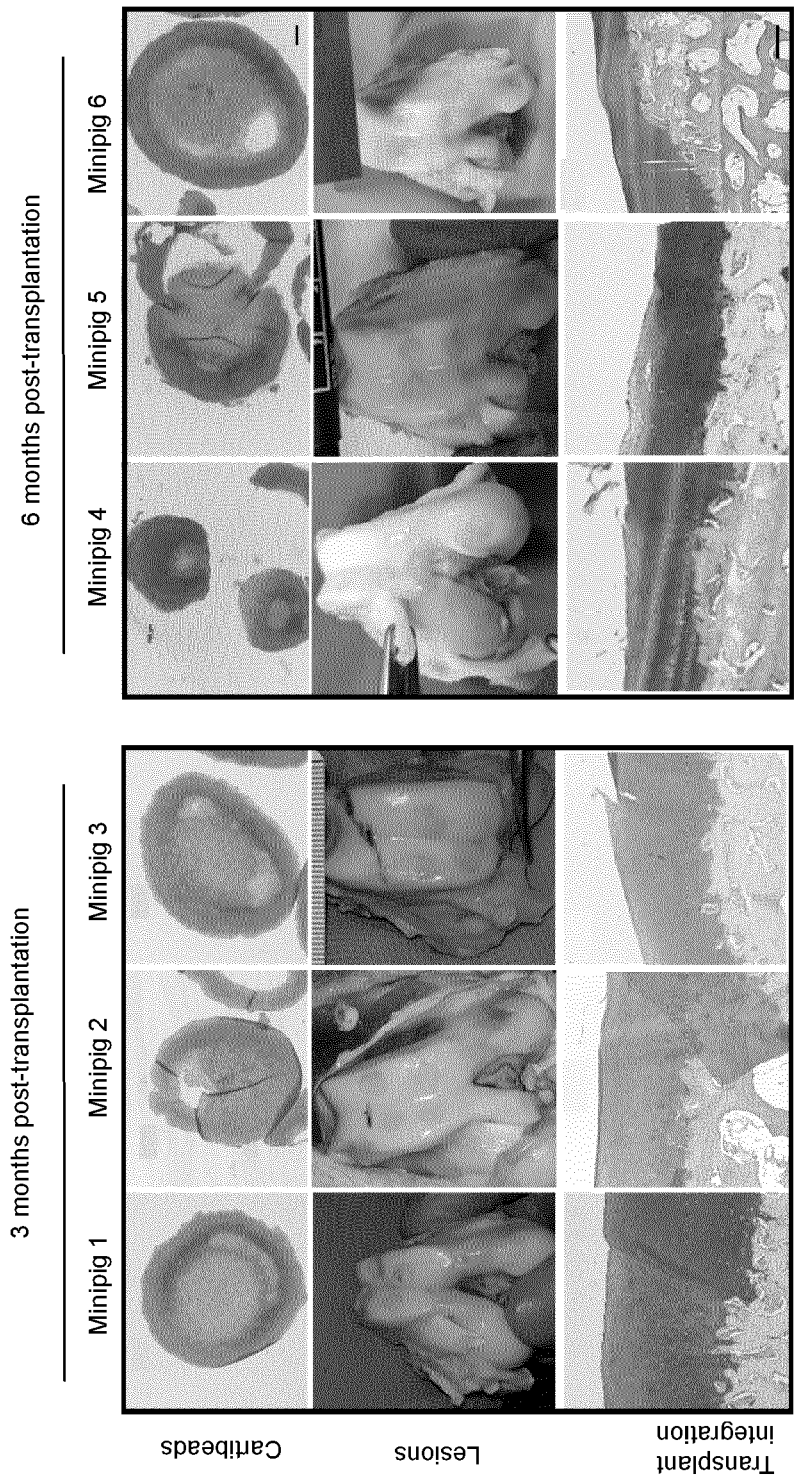 3 months post-transplantation
6 months post-transplantation
Minipig 1
Minipig 2
Minipig 3
Minipig 4
Minipig 5
Minipig 6
Cartibeads
Lesions
Transplant
integration